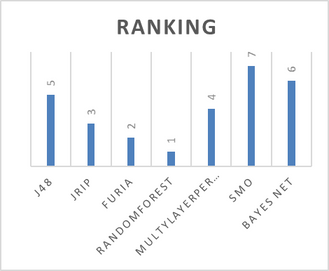 RANKING
5
3
2
1
4
7
6
J48
JRIP
FURIA
RANDOMFOREST
MULTYLAYERPER...
SMO
BAYES NET